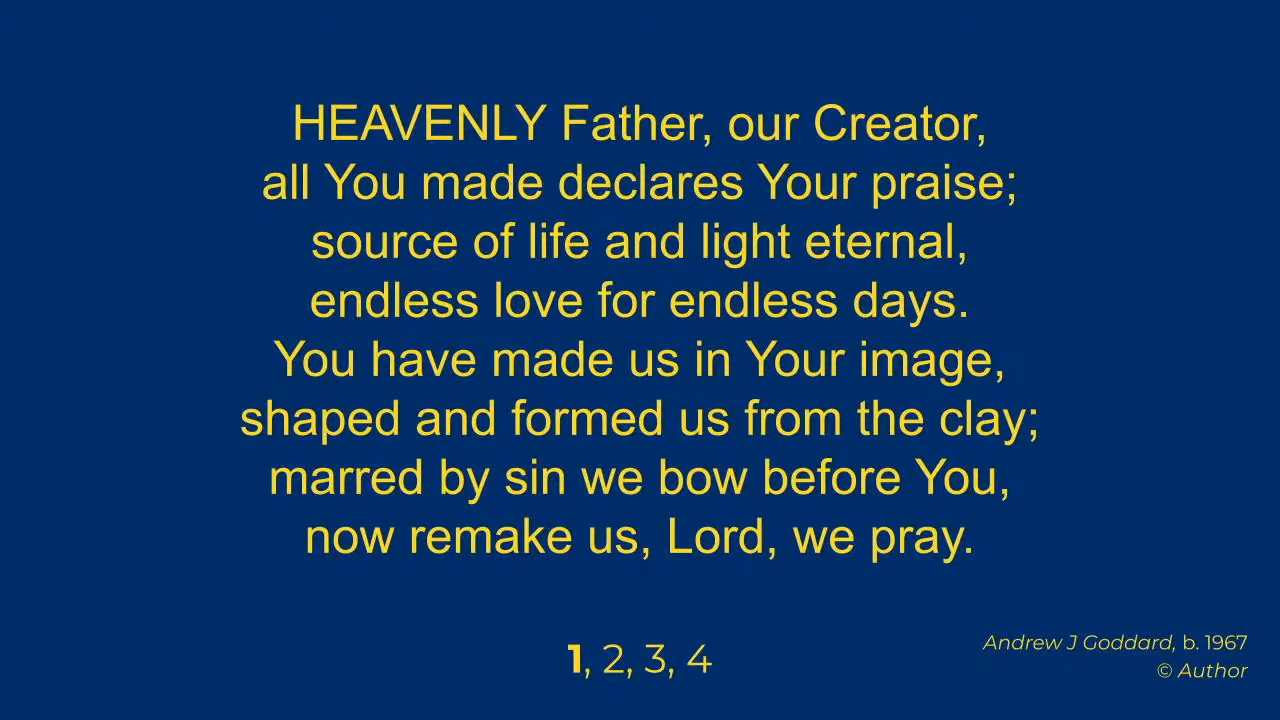 HEAVENLY Father, our Creator,
all You made declares Your praise;
source of life and light eternal,
endless love for endless days.
You have made us in Your image,
shaped and formed us from the clay;
marred by sin we bow before You,
now remake us, Lord, we pray.
1, 2, 3, 4
Andrew J Goddard, b. 1967
© Author